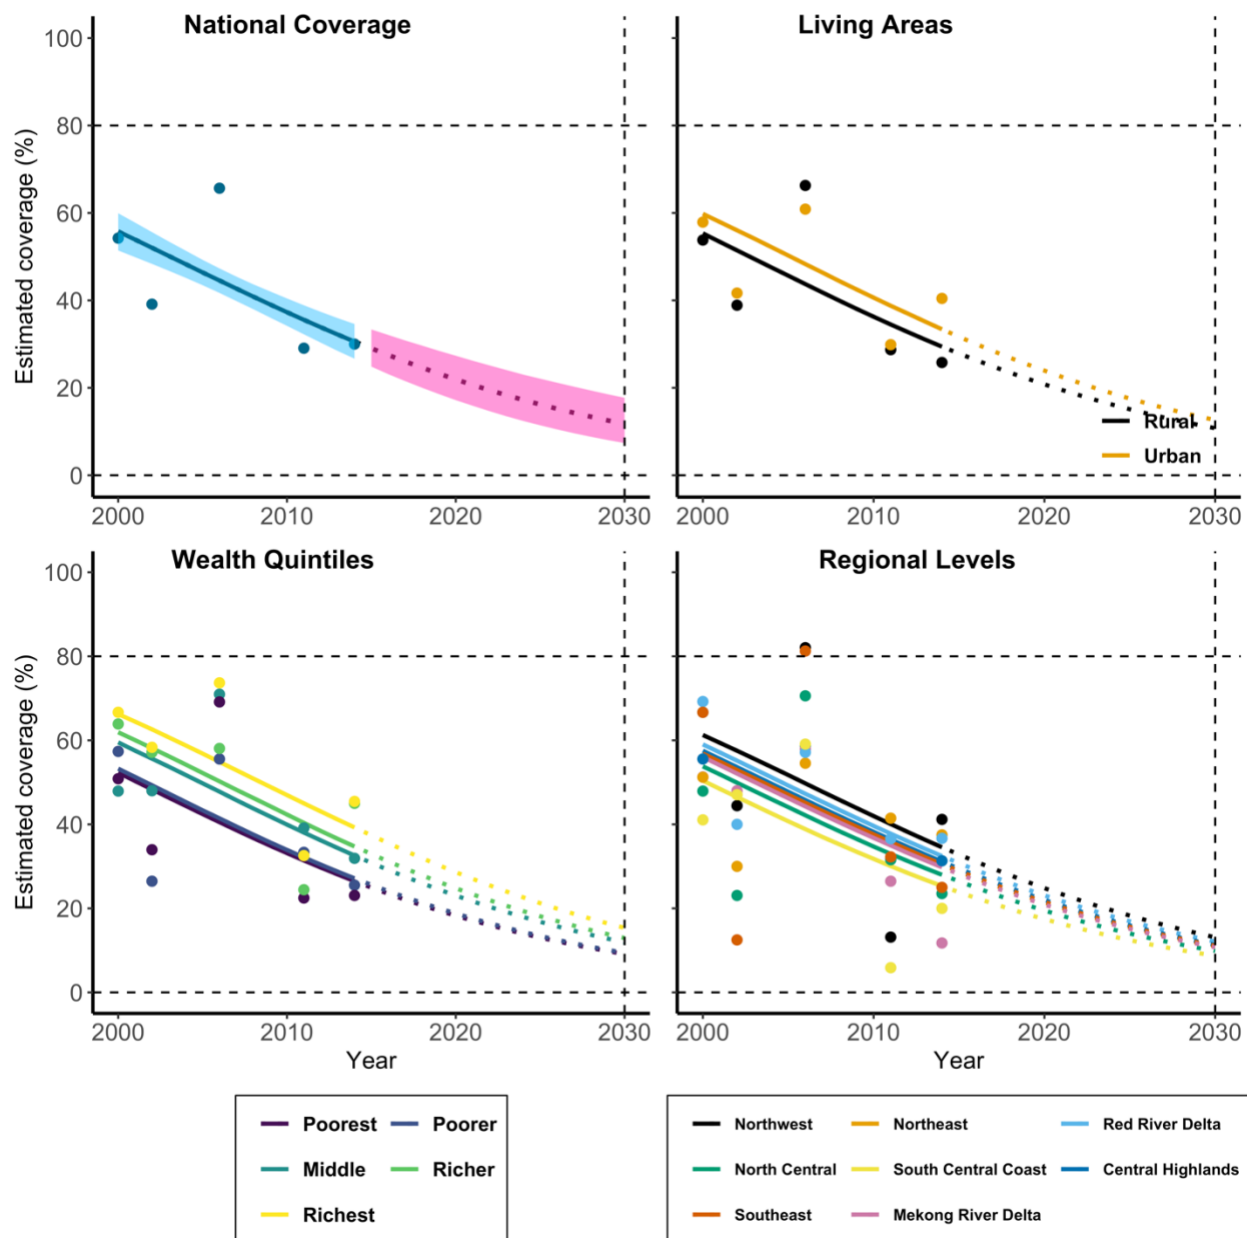 National Coverage
Living Areas
Estimated coverage (%)
100
80
60
40
20
0
2000
2010
2020
2030
Rural
Urban
2000
2010
2020
2030
Wealth Quintiles
Regional Levels
Estimated coverage (%)
100
80
60
40
20
0
2000
2010
2020
2030
Year
2000
2010
2020
2030
Year
Poorest
Poorer
Middle
Richer
Richest
Northwest
Northeast
Red River Delta
North Central
South Central Coast
Central Highlands
Southeast
Mekong River Delta